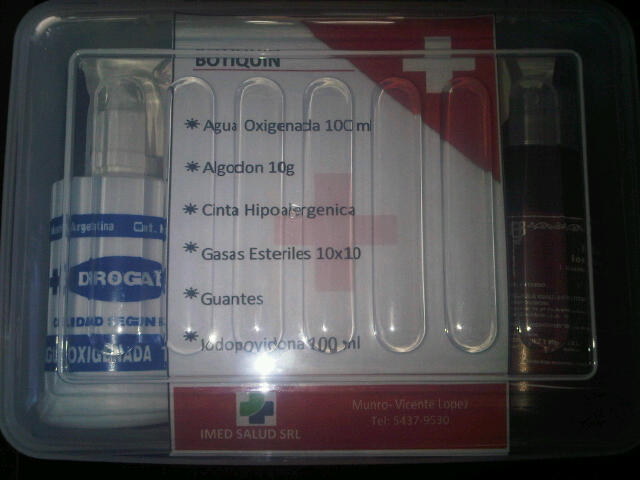 BOTIQUIN
* Agua Oxigenada 100 ml
* Algodon 10g
* Cinta Hipoalergenica
* Gasas Esteriles 10x10
* Guantes
* Iodopovidona 100 ml
IMED SALUD SRL
Munro- Vicente Lopez
Tel: 5437-9530
Argentina
DROGA
OXIGENADA